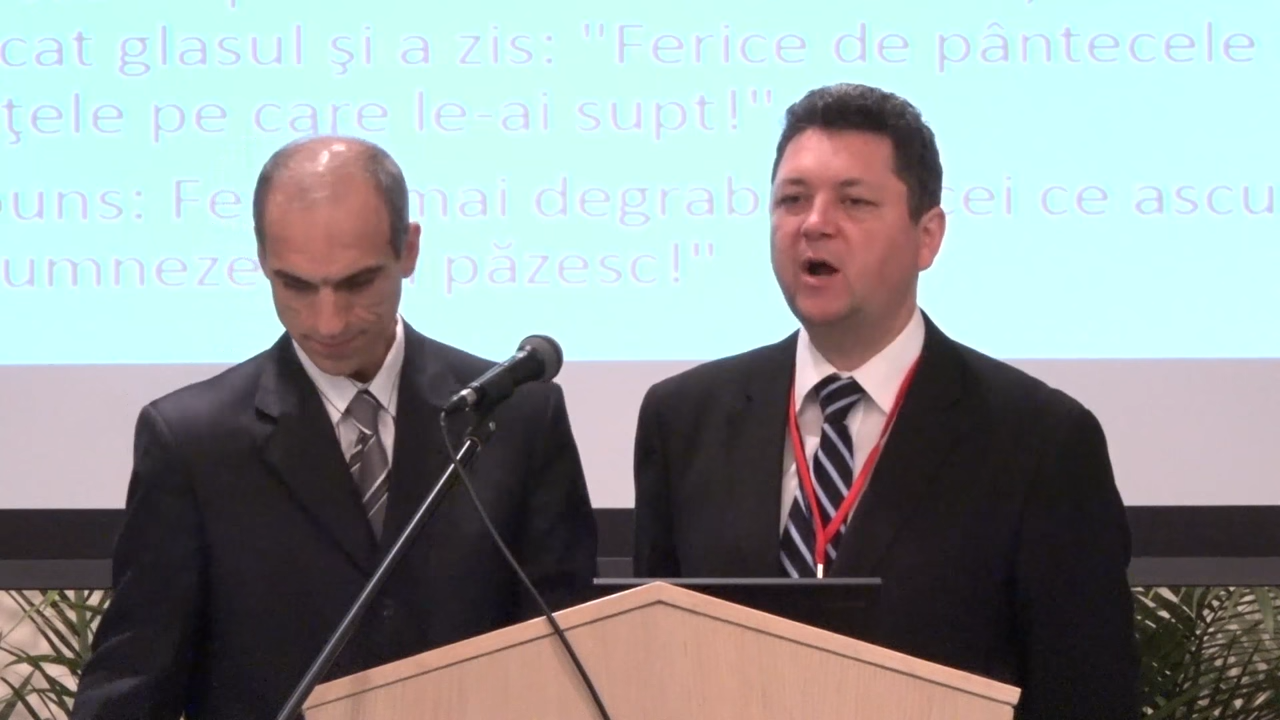 cat glasul şi a zis: "Ferice de pântecele
ţele pe care le-ai supt!"
uns: Fe mai degrab cei ce ascu
umneze păzesc!"